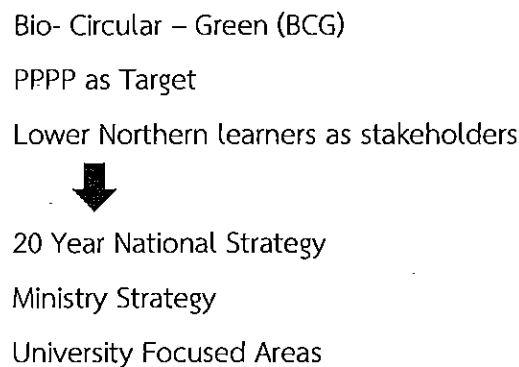 Bio- Circular – Green (BCG)
PPPP as Target
Lower Northern learners as stakeholders
20 Year National Strategy
Ministry Strategy
University Focused Areas